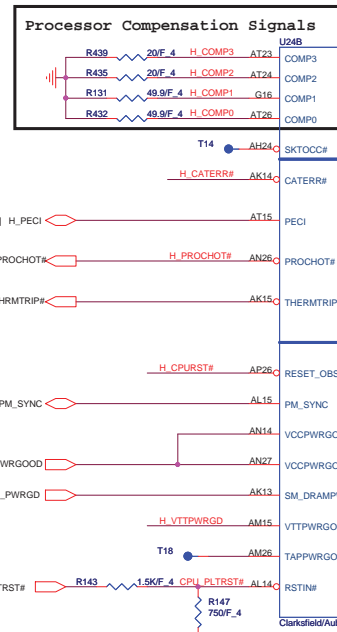 Processor Compensation Signals
U24B
R439 20/F_4 H_COMP3 AT23 COMP3
R435 20/F_4 H_COMP2 AT24 COMP2
R131 49.9/F_4 H_COMP1 G16 COMP1
R432 49.9/F_4 H_COMP0 AT26 COMP0
T14 AH24 SKTOCC#
H_CATERR# AK14 CATERR#
H_PECI AT15 PECI
PROCHOT# H_PROCHOT# AN26 PROCHOT#
HRMTRIP# AK15 THERMTRIP
H_CPURST# AP26 RESET_OBS
PM_SYNC AL15 PM_SYNC
AN14 VCCPWRGO
WRGOOD AN27 VCCPWRGO
_PWRGD AK13 SM_DRAMP
H_VTTPWRGD AM15 VTTPWRGO
T18 AM26 TAPPWRGO
TRST# R143 1.5K/F_4 CPU_PLTRST# AL14 RSTIN#
R147
750/F_4
Clarksfield/Aub